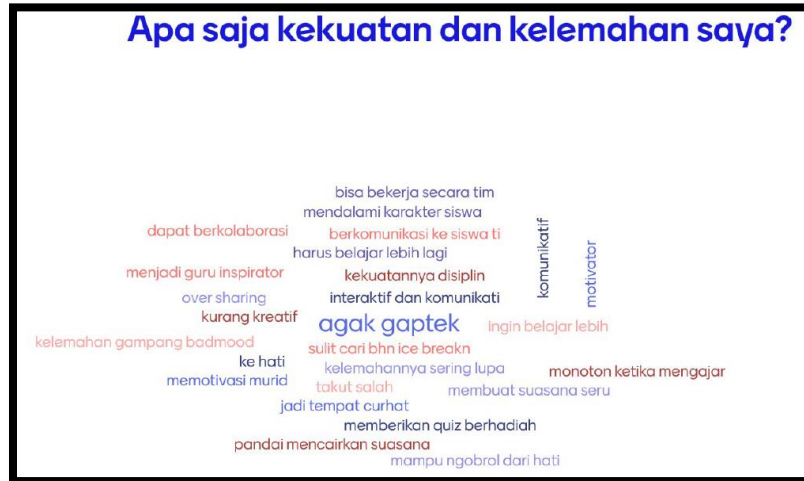 Apa saja kekuatan dan kelemahan saya?
bisa bekerja secara tim
mendalami karakter siswa
dapat berkolaborasi
berkomunikasi ke siswa ti
komunikatif
motivator
harus belajar lebih lagi
menjadi guru inspirator
kekuatannya disiplin
over sharing
interaktif dan komunikati
kurang kreatif
agak gaptek
ingin belajar lebih
kelemahan gampang badmood
sulit cari bhn ice breakn
ke hati
kelemahannya sering lupa
monoton ketika mengajar
memotivasi murid
takut salah
membuat suasana seru
jadi tempat curhat
memberikan quiz berhadiah
pandai mencairkan suasana
mampu ngobrol dari hati